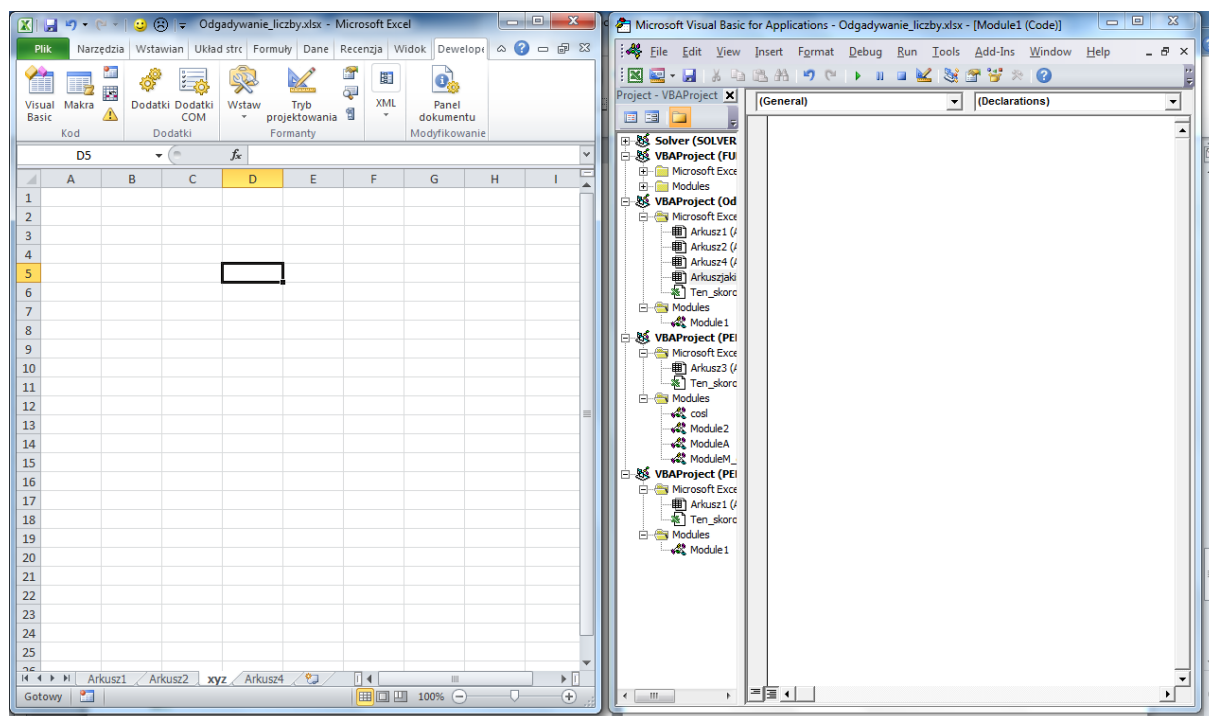 Odgadywanie_liczby.xlsx - Microsoft Excel
Plik Narzędzia Wstawian Układ strc Formuły Dane Recenzja Widok Dewelope
Visual Basic Makra Dodatki Dodatki COM Wstaw Tryb projektowania XML Panel dokumentu
Kod Dodatki Formanty Modyfikowanie
D5 fx
A B C D E F G H I
1
2
3
4
5
6
7
8
9
10
11
12
13
14
15
16
17
18
19
20
21
22
23
24
25
26
Arkusz1 Arkusz2 xyz Arkusz4
Gotowy 100%
Microsoft Visual Basic for Applications - Odgadywanie_liczby.xlsx - [Module1 (Code)]
File Edit View Insert Format Debug Run Tools Add-Ins Window Help
Project - VBAProject
(General) (Declarations)
Solver (SOLVER
VBAProject (FU
Microsoft Exce
Modules
VBAProject (Od
Microsoft Exce
Arkusz1 (A
Arkusz2 (A
Arkusz4 (A
Arkuszjaki
Ten_skoro
Modules
Module1
VBAProject (PE
Microsoft Exce
Arkusz3 (A
Ten_skoro
Modules
cosl
Module2
ModuleA
ModuleM_
VBAProject (PE
Microsoft Exce
Arkusz1 (A
Ten_skoro
Modules
Module1